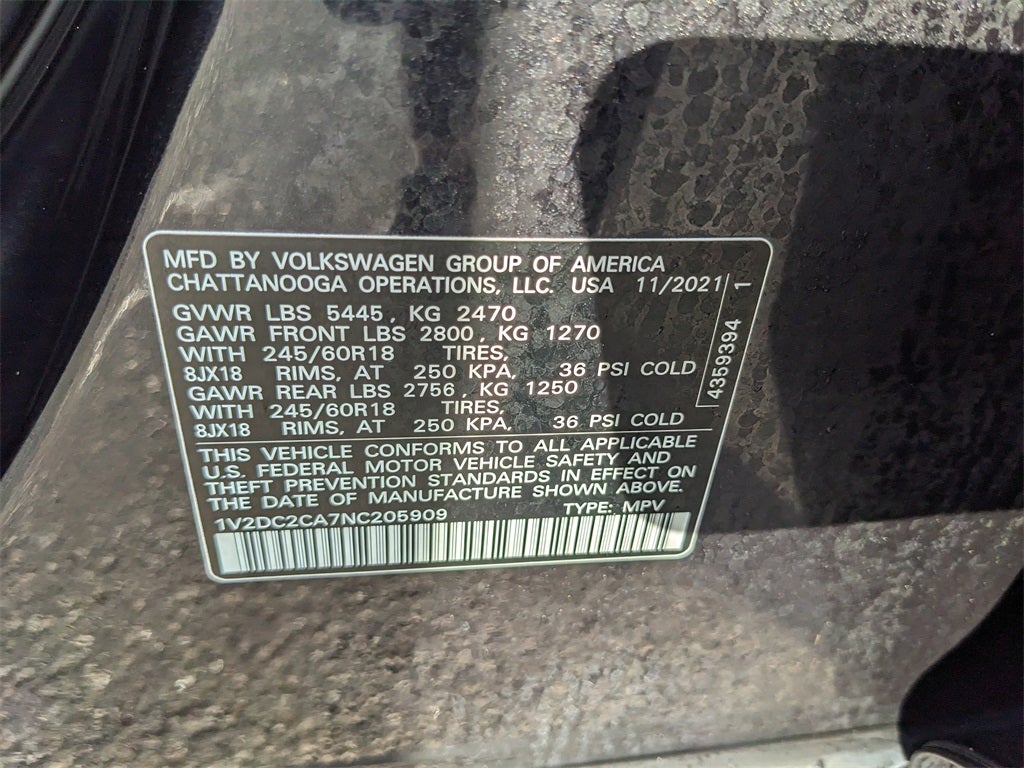 MFD BY VOLKSWAGEN GROUP OF AMERICA
CHATTANOOGA OPERATIONS, LLC. USA 11/2021
GVWR LBS 5445, KG 2470
GAWR FRONT LBS 2800, KG 1270
WITH 245/60R18 TIRES,
8JX18 RIMS, AT 250 KPA, 36 PSI COLD
GAWR REAR LBS 2756, KG 1250
WITH 245/60R18 TIRES,
8JX18 RIMS, AT 250 KPA, 36 PSI COLD
4359394 1
THIS VEHICLE CONFORMS TO ALL APPLICABLE
U.S. FEDERAL MOTOR VEHICLE SAFETY AND
THEFT PREVENTION STANDARDS IN EFFECT ON
THE DATE OF MANUFACTURE SHOWN ABOVE.
1V2DC2CA7NC205909 TYPE: MPV